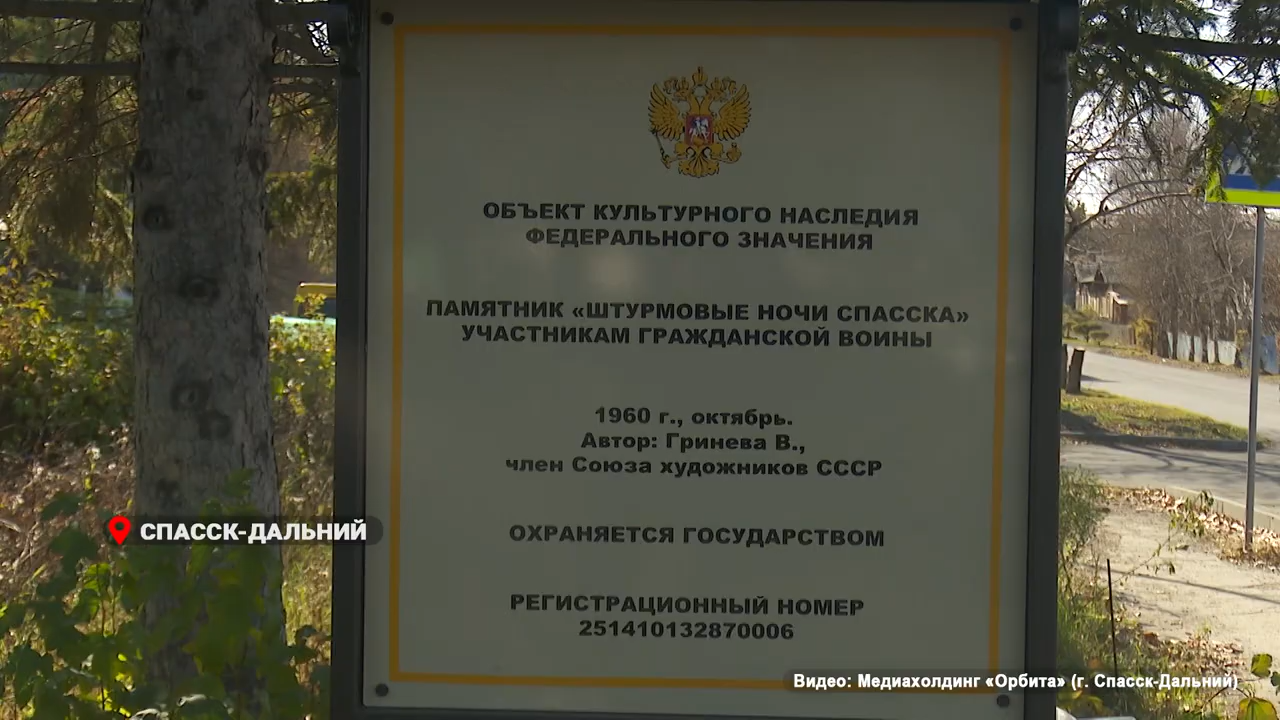 ОБЪЕКТ КУЛЬТУРНОГО НАСЛЕДИЯ
ФЕДЕРАЛЬНОГО ЗНАЧЕНИЯ
ПАМЯТНИК «ШТУРМОВЫЕ НОЧИ СПАССКА»
УЧАСТНИКАМ ГРАЖДАНСКОЙ ВОИНЫ
1960 г., октябрь.
Автор: Гринева В.,
член Союза художников СССР
ОХРАНЯЕТСЯ ГОСУДАРСТВОМ
РЕГИСТРАЦИОННЫЙ НОМЕР
251410132870006
СПАССК-ДАЛЬНИЙ
Видео: Медиахолдинг «Орбита» (г. Спасск-Дальний)